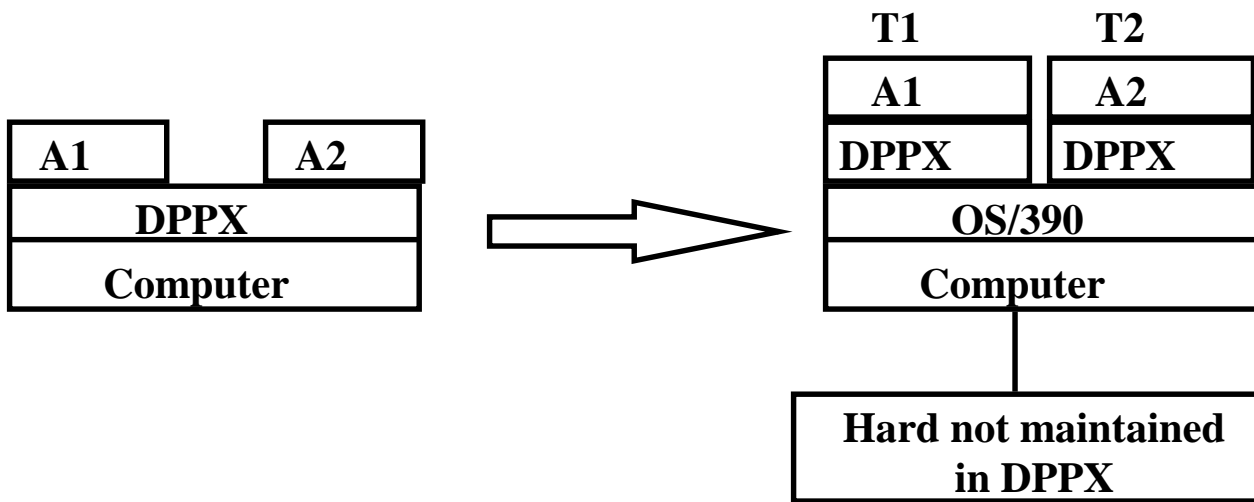 T1 T2
A1 A2
A1 A2
DPPX DPPX
DPPX
OS/390
Computer
Computer
Hard not maintained
in DPPX